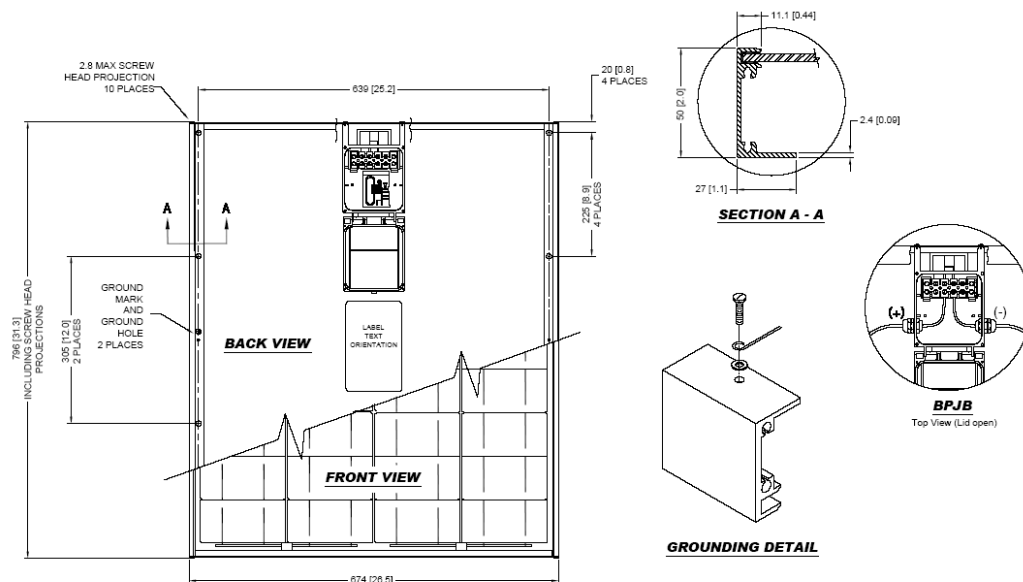 2.8 MAX SCREW
HEAD PROJECTION
10 PLACES
639 [25.2]
20 [0.8]
4 PLACES
11.1 [0.44]
50 [2.0]
2.4 [0.09]
27 [1.1]
SECTION A - A
A
A
225 [8.9]
4 PLACES
796 [31.3]
INCLUDING SCREW HEAD
PROJECTIONS
305 [12.0]
2 PLACES
GROUND
MARK
AND
GROUND
HOLE
2 PLACES
BACK VIEW
LABEL
TEXT
ORIENTATION
FRONT VIEW
674 [26.5]
(+)
(-)
BPJB
Top View (Lid open)
GROUNDING DETAIL